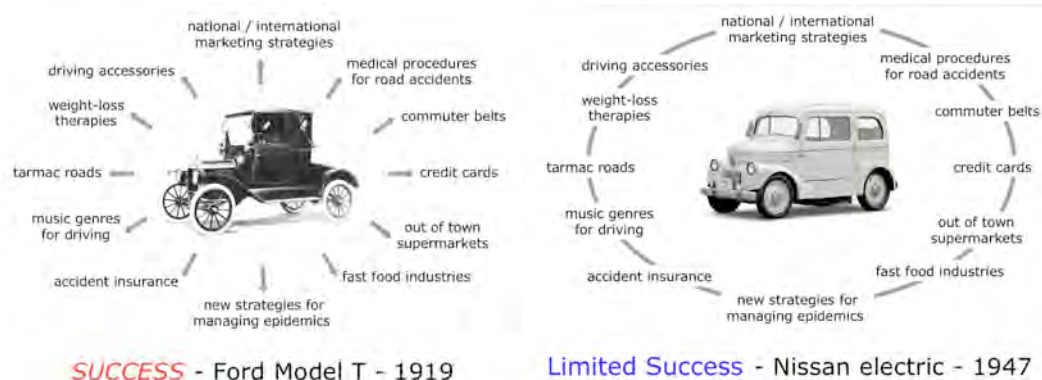 national / international
marketing strategies
driving accessories
medical procedures
for road accidents
weight-loss
therapies
commuter belts
tarmac roads
credit cards
music genres
for driving
out of town
supermarkets
accident insurance
fast food industries
new strategies for
managing epidemics
SUCCESS - Ford Model T - 1919
national / international
marketing strategies
driving accessories
medical procedures
for road accidents
weight-loss
therapies
commuter belts
tarmac roads
credit cards
music genres
for driving
out of town
supermarkets
accident insurance
fast food industries
new strategies for
managing epidemics
Limited Success - Nissan electric - 1947